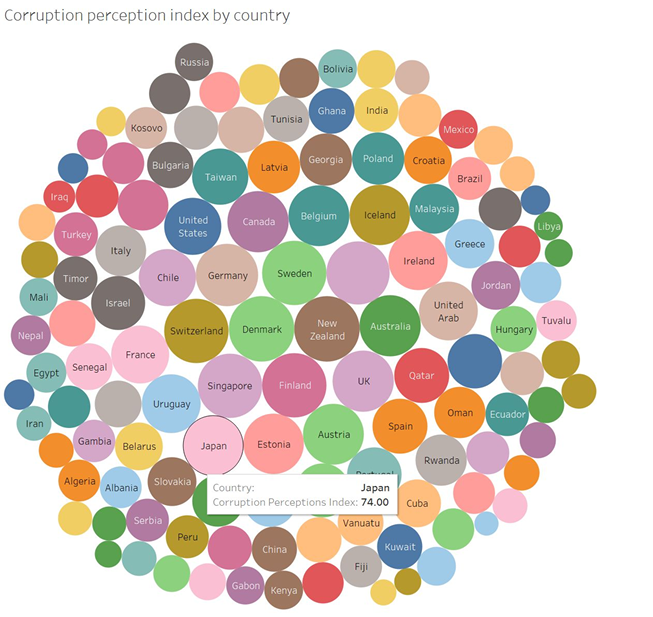 Corruption perception index by country
Russia
Bolivia
Ghana
India
Kosovo
Tunisia
Mexico
Bulgaria
Taiwan
Latvia
Georgia
Poland
Croatia
Brazil
Iraq
Turkey
United
States
Canada
Belgium
Iceland
Malaysia
Greece
Libya
Italy
Timor
Chile
Germany
Sweden
Ireland
Jordan
Mali
Israel
United
Arab
Nepal
Switzerland
Denmark
New
Zealand
Australia
Hungary
Tuvalu
Egypt
Senegal
France
Singapore
Finland
UK
Qatar
Iran
Uruguay
Spain
Oman
Ecuador
Gambia
Belarus
Japan
Estonia
Austria
Rwanda
Algeria
Albania
Slovakia
Portugal
Country: Japan
Corruption Perceptions Index: 74.00
Cuba
Serbia
Peru
China
Vanuatu
Kuwait
Gabon
Kenya
Fiji